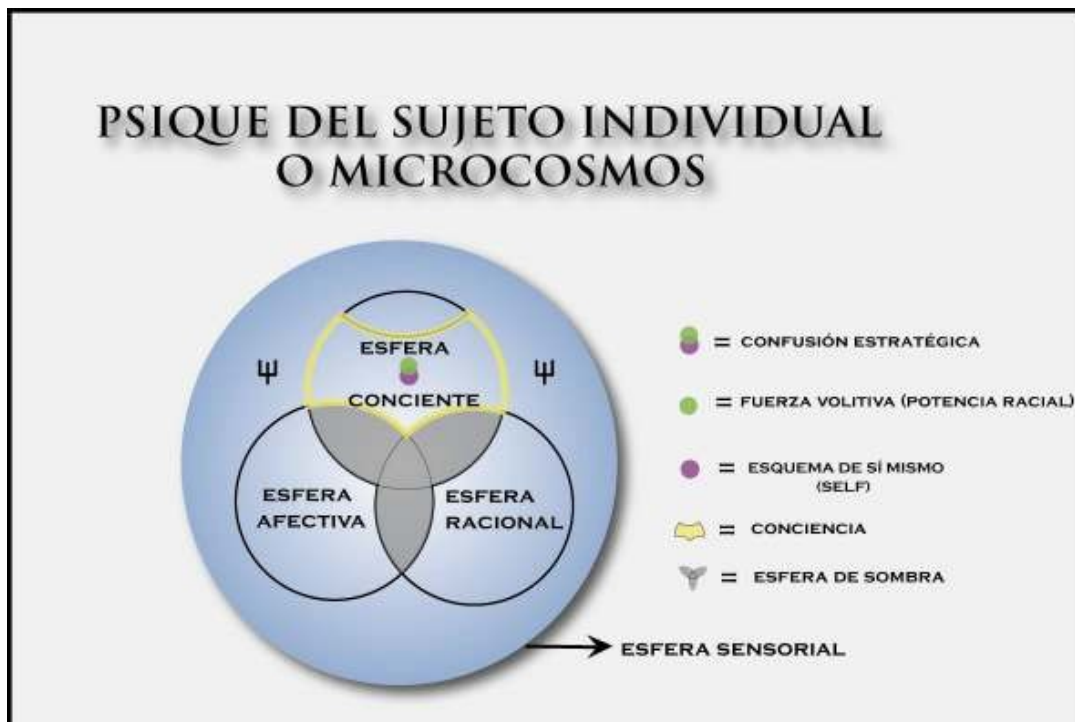 PSIQUE DEL SUJETO INDIVIDUAL
O MICROCOSMOS
Ψ
ESFERA
CONCIENTE
Ψ
ESFERA
AFECTIVA
ESFERA
RACIONAL
= CONFUSIÓN ESTRATÉGICA
= FUERZA VOLITIVA (POTENCIA RACIAL)
= ESQUEMA DE SÍ MISMO
(SELF)
= CONCIENCIA
= ESFERA DE SOMBRA
ESFERA SENSORIAL